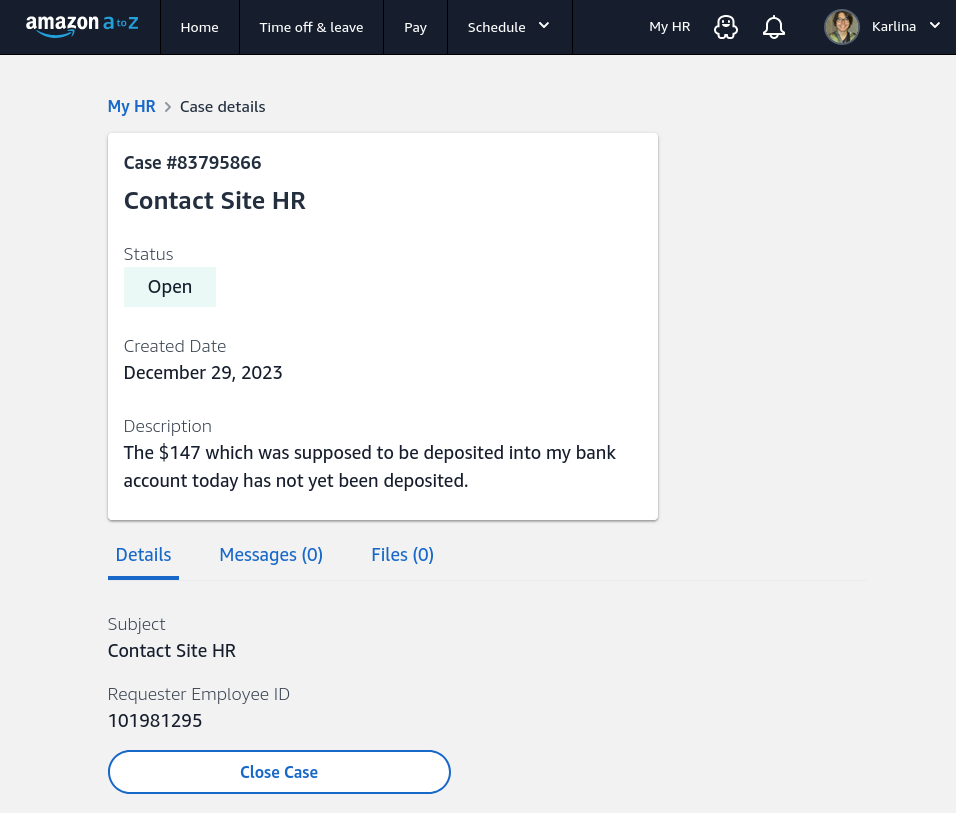 amazon a to z
Home
Time off & leave
Pay
Schedule
My HR
Karlina
My HR > Case details
Case #83795866
Contact Site HR
Status
Open
Created Date
December 29, 2023
Description
The $147 which was supposed to be deposited into my bank
account today has not yet been deposited.
Details
Messages (0)
Files (0)
Subject
Contact Site HR
Requester Employee ID
101981295
Close Case